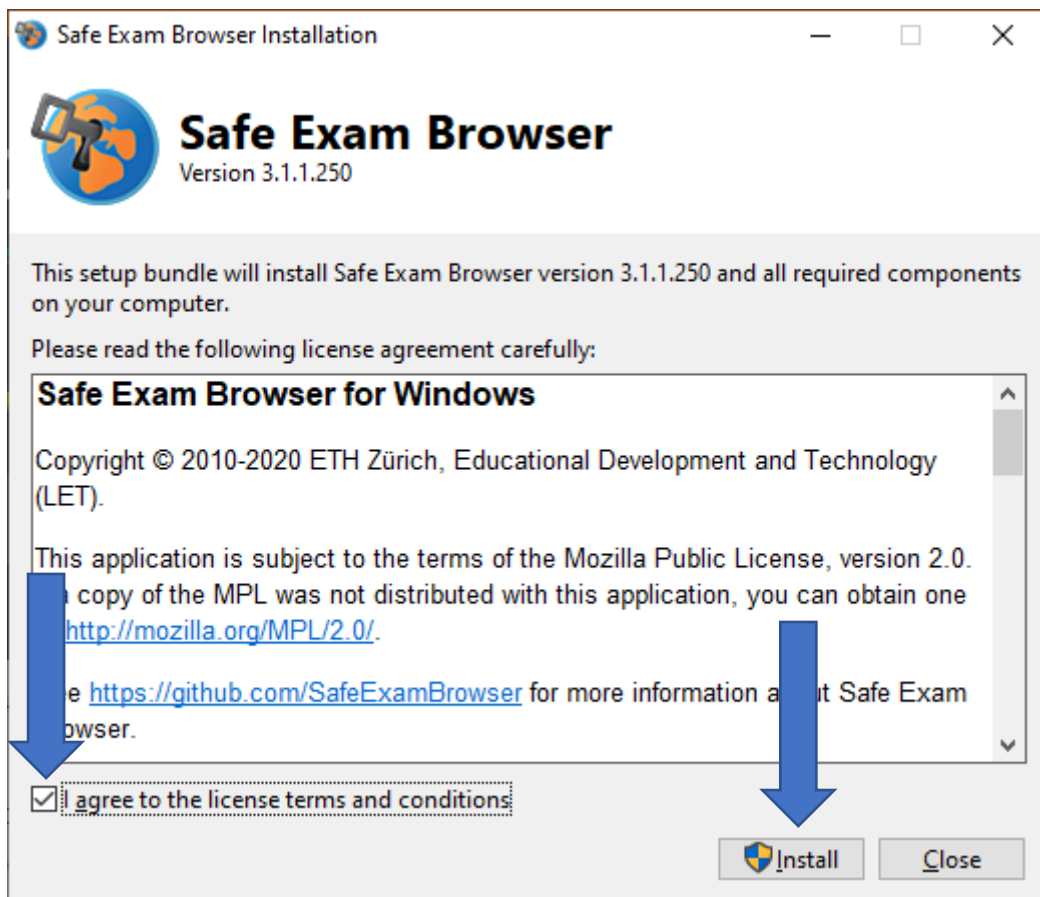 Safe Exam Browser Installation
Safe Exam Browser
Version 3.1.1.250
This setup bundle will install Safe Exam Browser version 3.1.1.250 and all required components
on your computer.
Please read the following license agreement carefully:
Safe Exam Browser for Windows
Copyright © 2010-2020 ETH Zürich, Educational Development and Technology
(LET).
This application is subject to the terms of the Mozilla Public License, version 2.0.
a copy of the MPL was not distributed with this application, you can obtain one
http://mozilla.org/MPL/2.0/.
https://github.com/SafeExamBrowser for more information Safe Exam
I agree to the license terms and conditions
Install Close